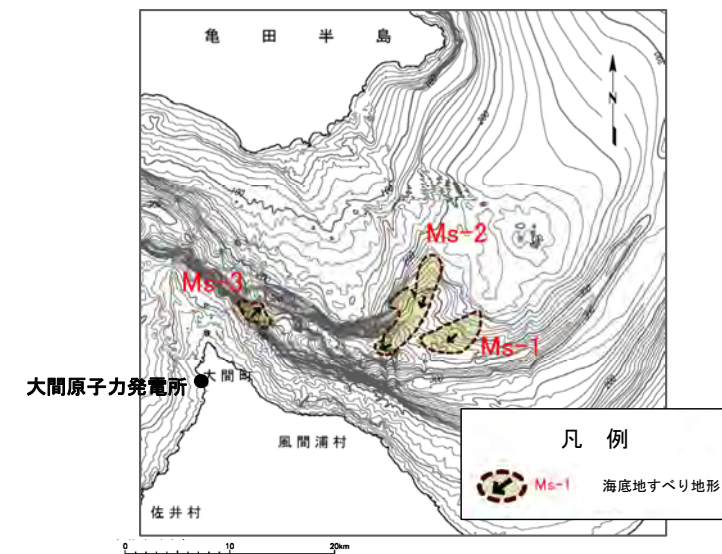 亀田半島
N
Ms-2
Ms-3
Ms-1
大間原子力発電所
大間町
風間浦村
佐井村
凡例
Ms-1 海底地すべり地形
0 10 20km